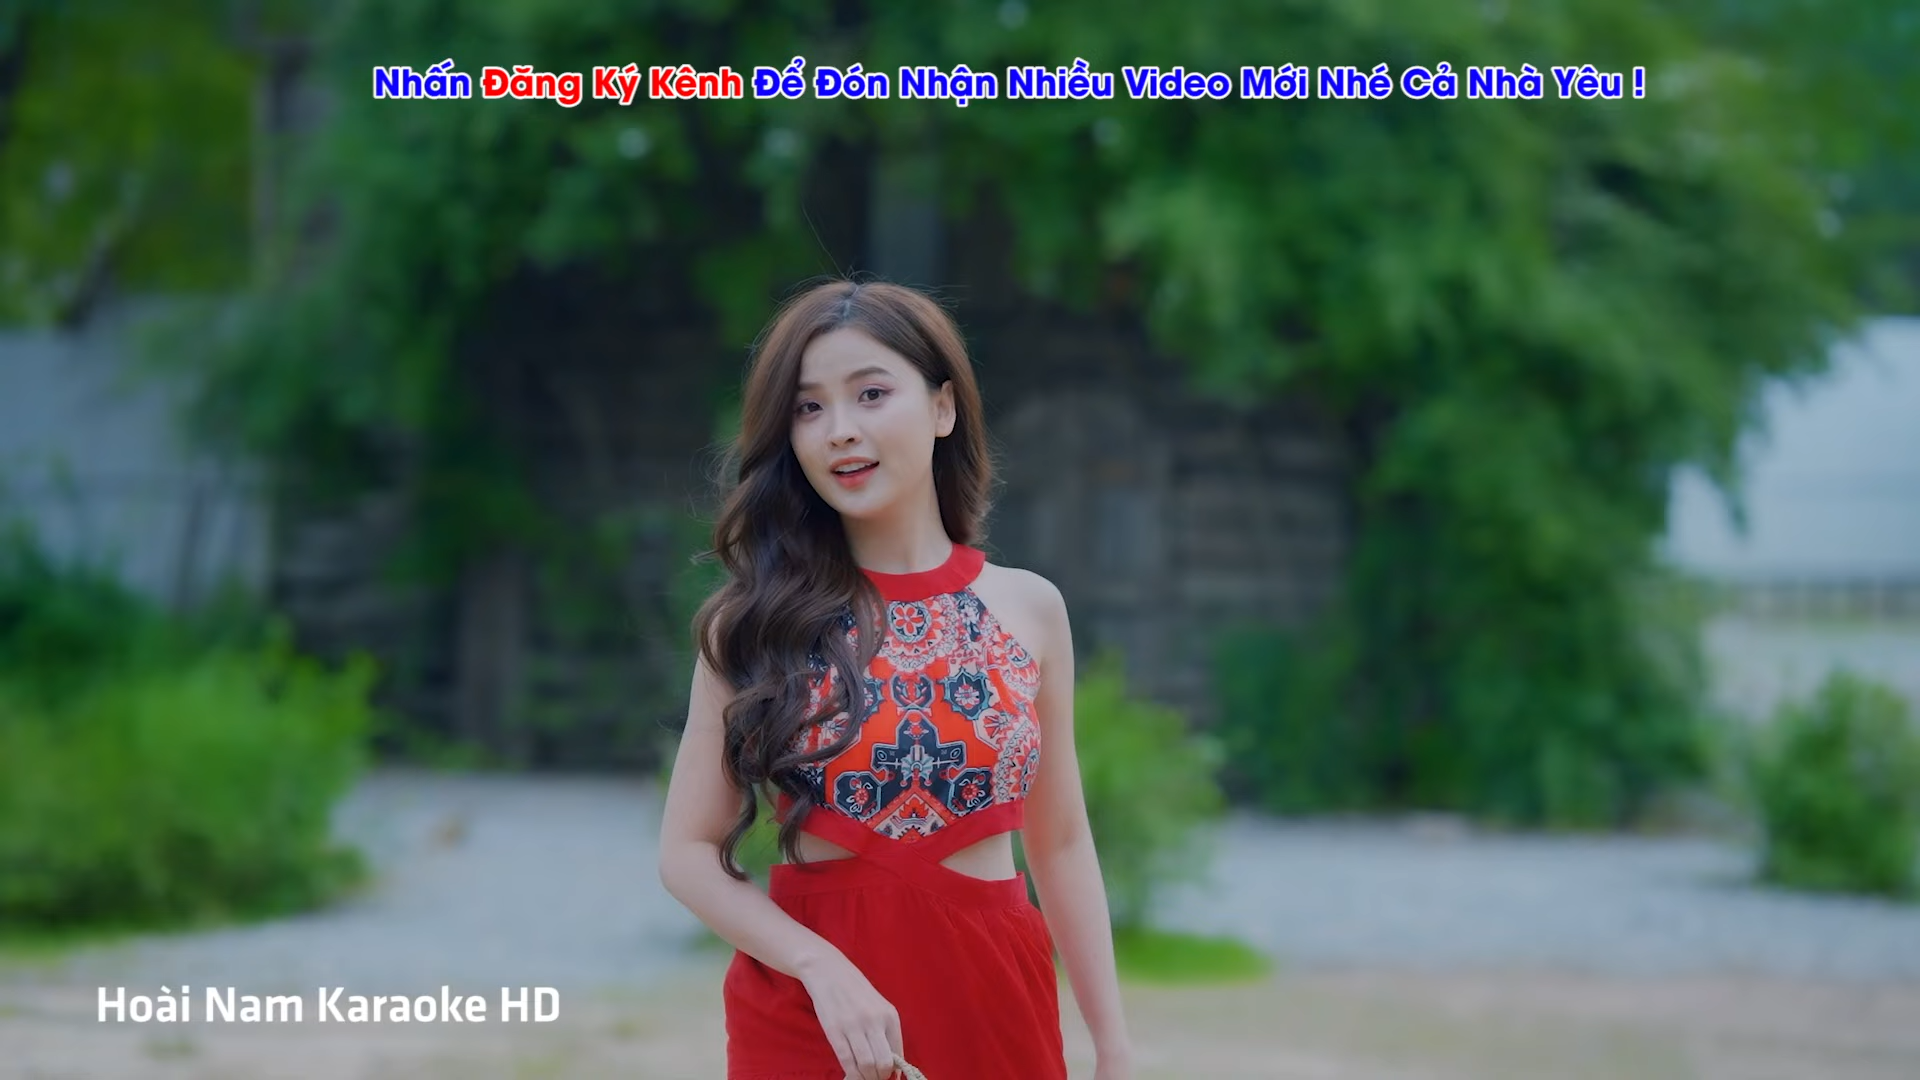 Nhấn Đăng Ký Kênh Để Đón Nhận Nhiều Video Mới Nhé Cả Nhà Yêu !
Hoài Nam Karaoke HD